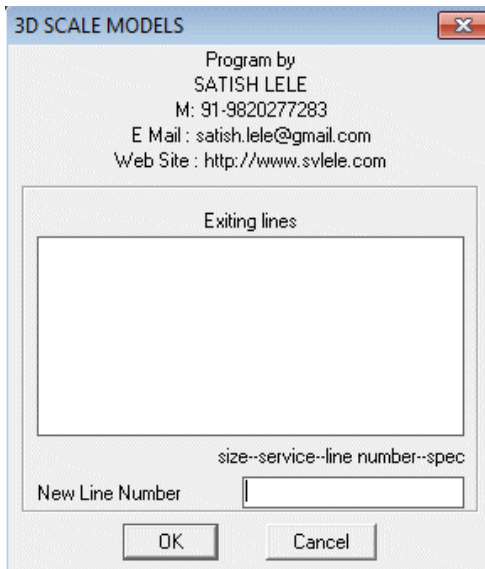 3D SCALE MODELS
Program by
SATISH LELE
M: 91-9820277283
E Mail : satish.lele@gmail.com
Web Site : http://www.svlele.com
Exiting lines
size--service--line number--spec
New Line Number
OK
Cancel